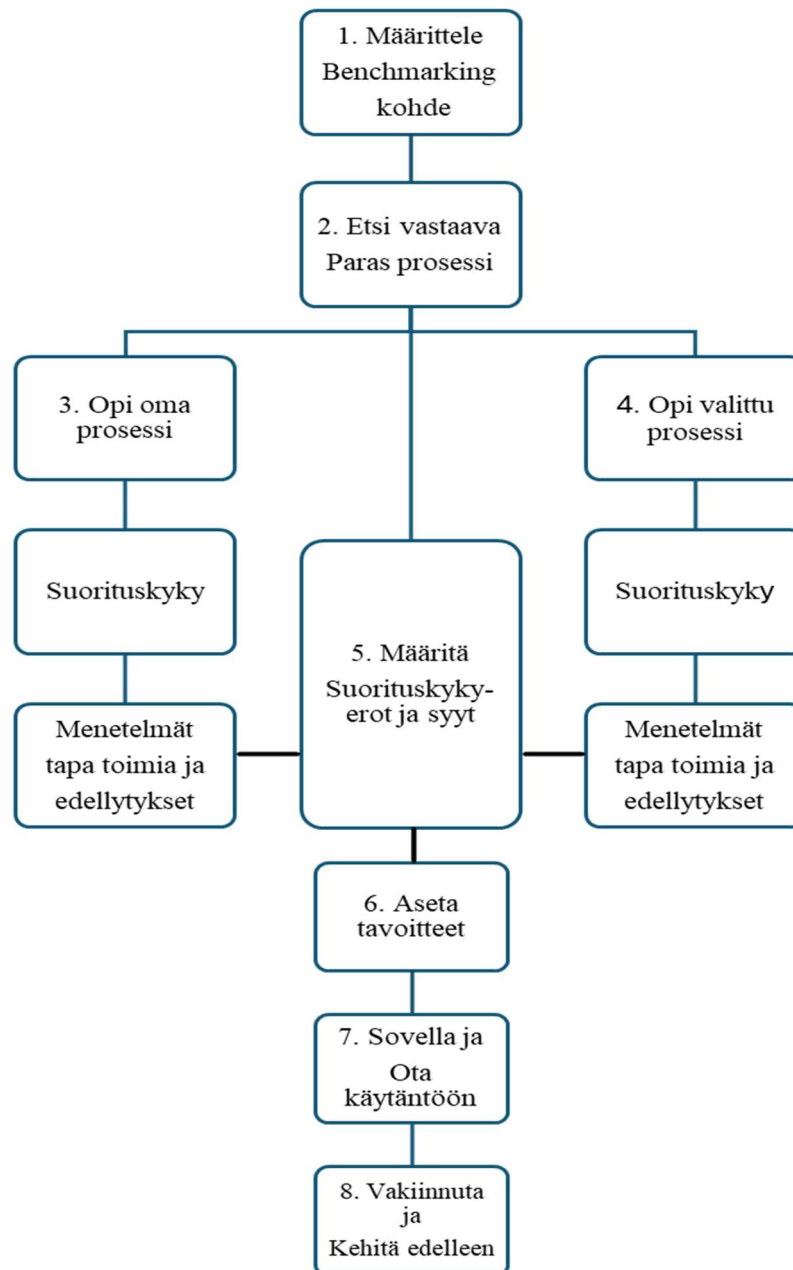 1. Määrittele
Benchmarking
kohde
2. Etsi vastaava
Paras prosessi
3. Opi oma
prosessi
4. Opi valittu
prosessi
Suorituskyky
Suorituskyky
5. Määritä
Suorituskyky-
erot ja syyt
Menetelmät
tapa toimia ja
edellytykset
Menetelmät
tapa toimia ja
edellytykset
6. Aseta
tavoitteet
7. Sovella ja
Ota
käytäntöön
8. Vakiinnuta
ja
Kehitä edelleen